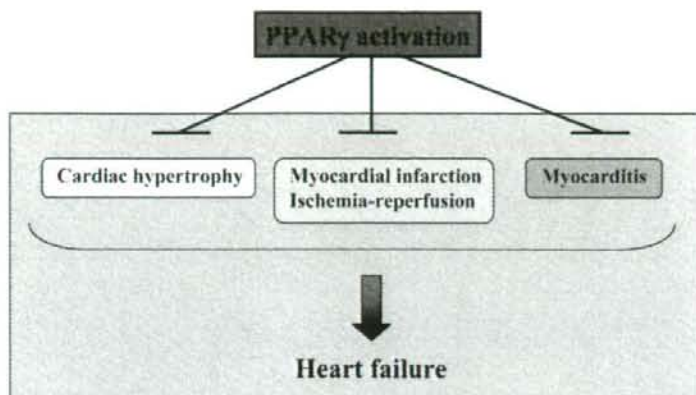 PPARγ activation
Cardiac hypertrophy
Myocardial infarction
Ischemia-reperfusion
Myocarditis
Heart failure